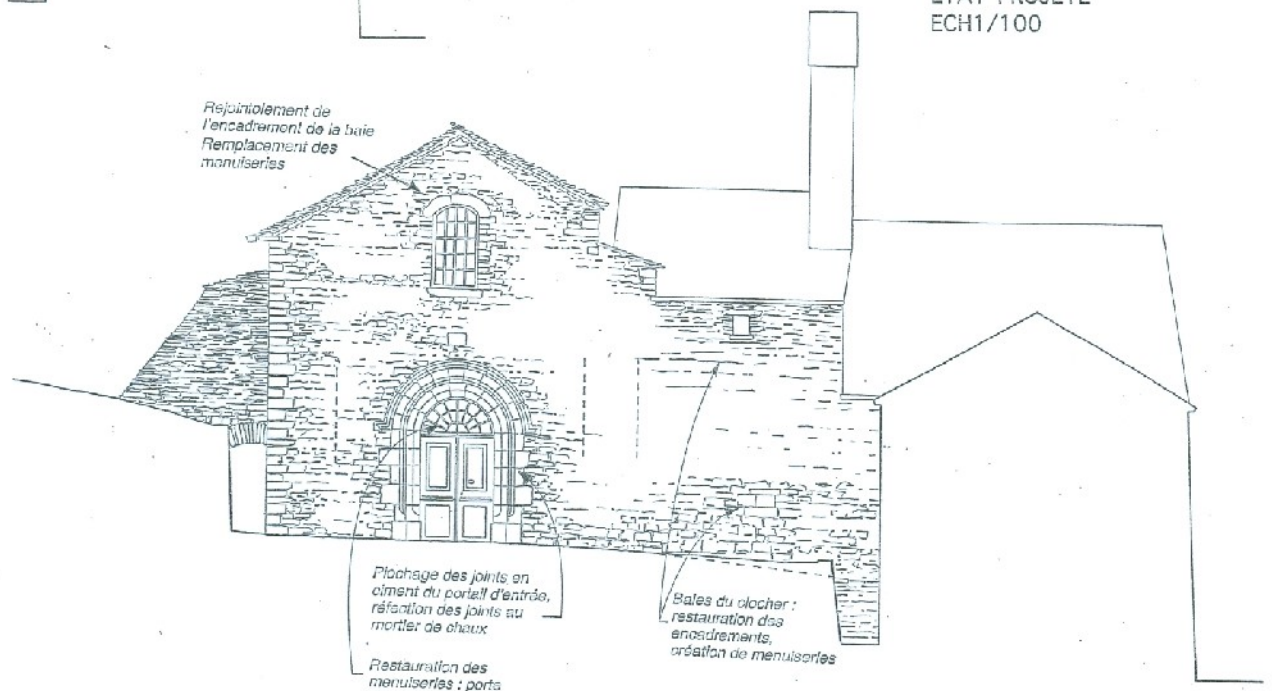 ECH1/100
Rejointoiement de
l'encadrement de la baie
Remplacement des
menuiseries
Piochage des joints en
ciment du portail d'entrée,
réfection des joints au
mortier de chaux
Restauration des
menuiseries : porte
Baies du clocher :
restauration des
encadrements,
création de menuiseries